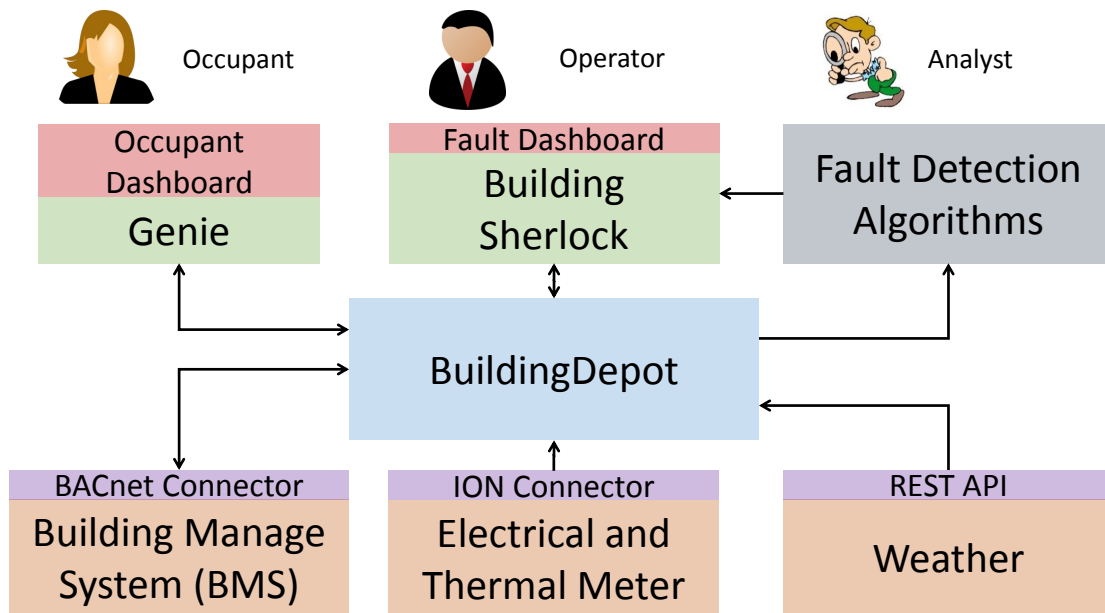 Occupant
Operator
Analyst
Occupant
Dashboard
Genie
Fault Dashboard
Building
Sherlock
Fault Detection
Algorithms
BuildingDepot
BACnet Connector
Building Manage
System (BMS)
ION Connector
Electrical and
Thermal Meter
REST API
Weather